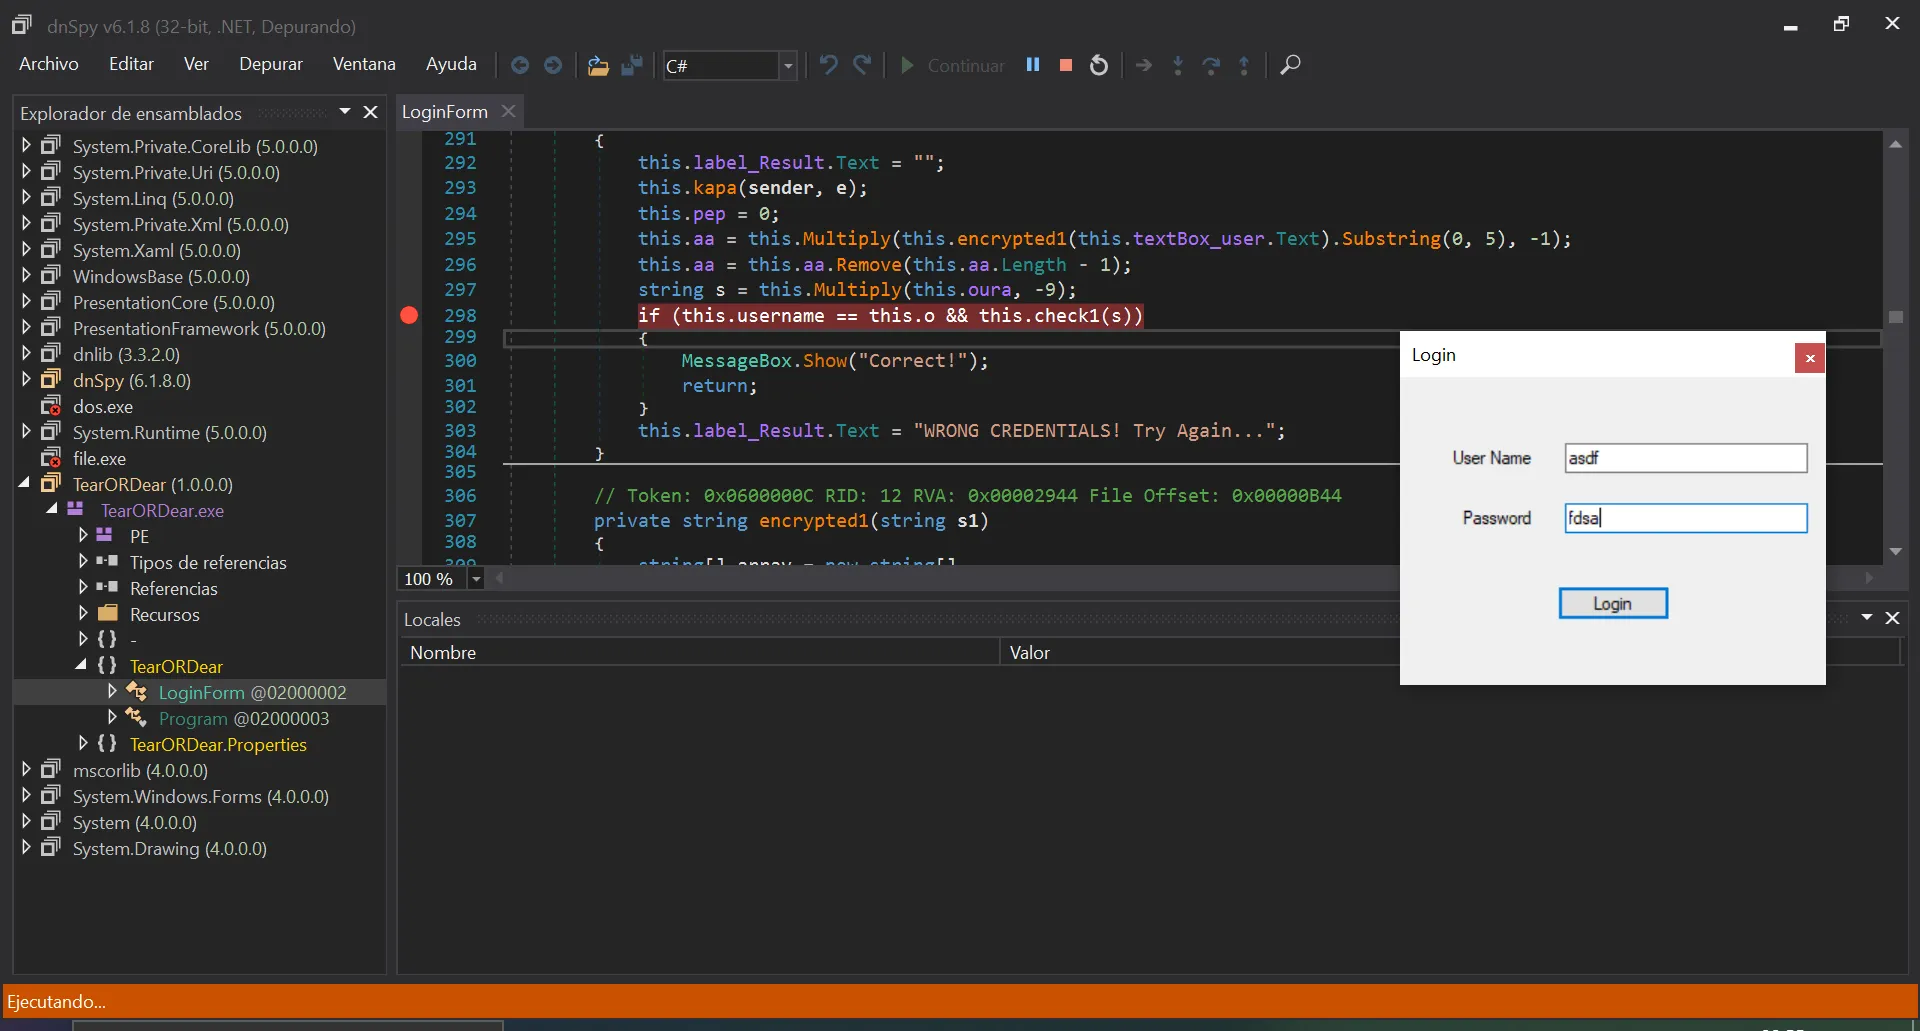 dnSpy v6.1.8 (32-bit, .NET, Depurando)
Archivo Editar Ver Depurar Ventana Ayuda C# Continuar
Explorador de ensamblados
System.Private.CoreLib (5.0.0.0)
System.Private.Uri (5.0.0.0)
System.Linq (5.0.0.0)
System.Private.Xml (5.0.0.0)
System.Xaml (5.0.0.0)
WindowsBase (5.0.0.0)
PresentationCore (5.0.0.0)
PresentationFramework (5.0.0.0)
dnlib (3.3.2.0)
dnSpy (6.1.8.0)
dos.exe
System.Runtime (5.0.0.0)
file.exe
TearORDear (1.0.0.0)
TearORDear.exe
PE
Tipos de referencias
Referencias
Recursos
{ } -
{ } TearORDear
LoginForm @02000002
Program @02000003
{ } TearORDear.Properties
mscorlib (4.0.0.0)
System.Windows.Forms (4.0.0.0)
System (4.0.0.0)
System.Drawing (4.0.0.0)
LoginForm
291 {
292 this.label_Result.Text = "";
293 this.kapa(sender, e);
294 this.pep = 0;
295 this.aa = this.Multiply(this.encrypted1(this.textBox_user.Text).Substring(0, 5), -1);
296 this.aa = this.aa.Remove(this.aa.Length - 1);
297 string s = this.Multiply(this.oura, -9);
298 if (this.username == this.o && this.check1(s))
299 {
300 MessageBox.Show("Correct!");
301 return;
302 }
303 this.label_Result.Text = "WRONG CREDENTIALS! Try Again...";
304 }
305
306 // Token: 0x0600000C RID: 12 RVA: 0x00002944 File Offset: 0x00000B44
307 private string encrypted1(string s1)
308 {
309 string[] array = new string[]
100 %
Locales
Nombre Valor
Login
User Name asdf
Password fdsa
Login
Ejecutando...